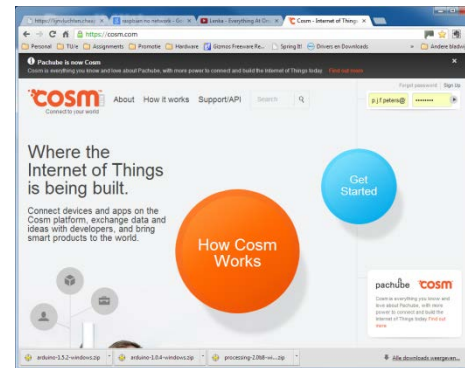 Cosm - Internet of Things
https://cosm.com
Personal
TU/e
Assignments
Promotie
Hardware
Gizmos Freeware Re...
Spring It!
Drivers en Downloads
Pachube is now Cosm
Cosm is everything you know and love about Pachube, with more power to connect and build the Internet of Things today. Find out more
Forgot password | Sign Up
COSM
Connect to your world
About How it works Support/API Search
p.j.f.peters@
Where the
Internet of Things
is being built.
Connect devices and apps on the
Cosm platform, exchange data and
ideas with developers, and bring
smart products to the world.
Get
Started
How Cosm
Works
pachube COSM
Cosm is everything you know and
love about Pachube, with more
power to connect and build the
Internet of Things today Find out
more
arduino-1.5.2-windows.zip
arduino-1.0.4-windows.zip
processing-2.0b8-wi....zip
Alle downloads weergeven...